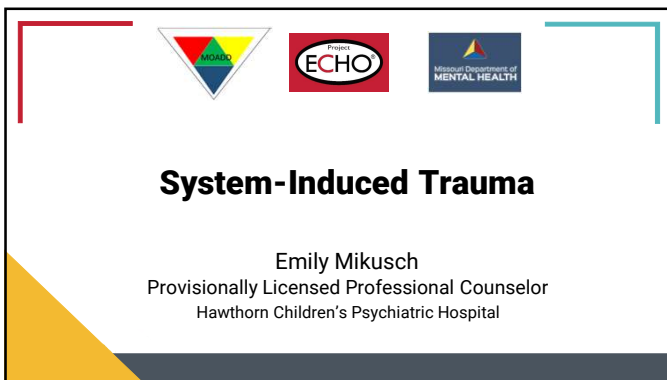 MOADD
Project
ECHO®
Missouri Department of
MENTAL HEALTH
System-Induced Trauma
Emily Mikusch
Provisionally Licensed Professional Counselor
Hawthorn Children's Psychiatric Hospital